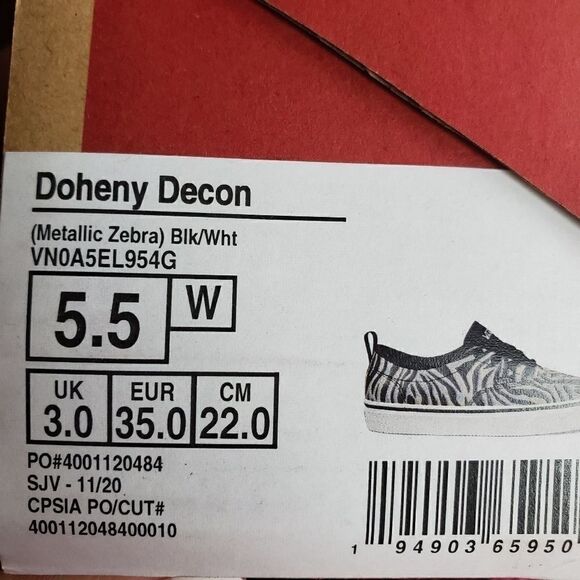 Doheny Decon
(Metallic Zebra) Blk/Wht
VN0A5EL954G
5.5 W
UK EUR CM
3.0 35.0 22.0
PO#4001120484
SJV - 11/20
CPSIA PO/CUT#
400112048400010
1 94903 65950